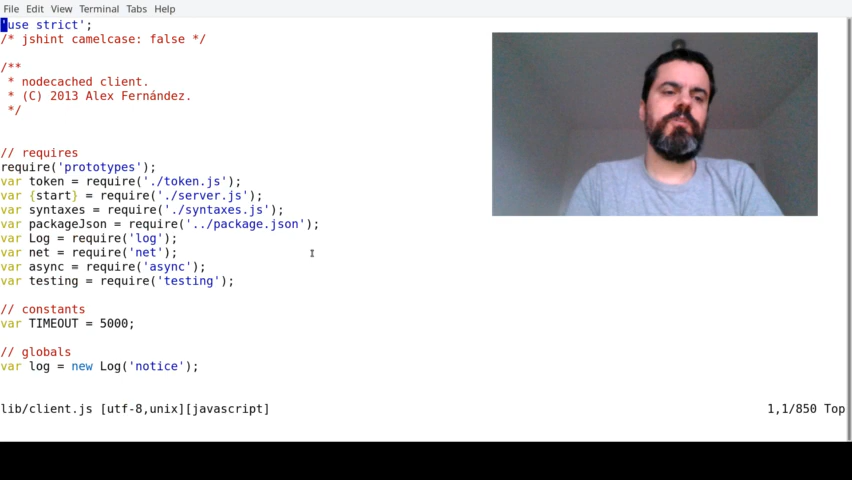 File Edit View Terminal Tabs Help
'use strict';
/* jshint camelcase: false */
/**
 * nodecached client.
 * (C) 2013 Alex Fernández.
 */
// requires
require('prototypes');
var token = require('./token.js');
var {start} = require('./server.js');
var syntaxes = require('./syntaxes.js');
var packageJson = require('../package.json');
var Log = require('log');
var net = require('net');
var async = require('async');
var testing = require('testing');
// constants
var TIMEOUT = 5000;
// globals
var log = new Log('notice');
lib/client.js [utf-8,unix][javascript] 1,1/850 Top